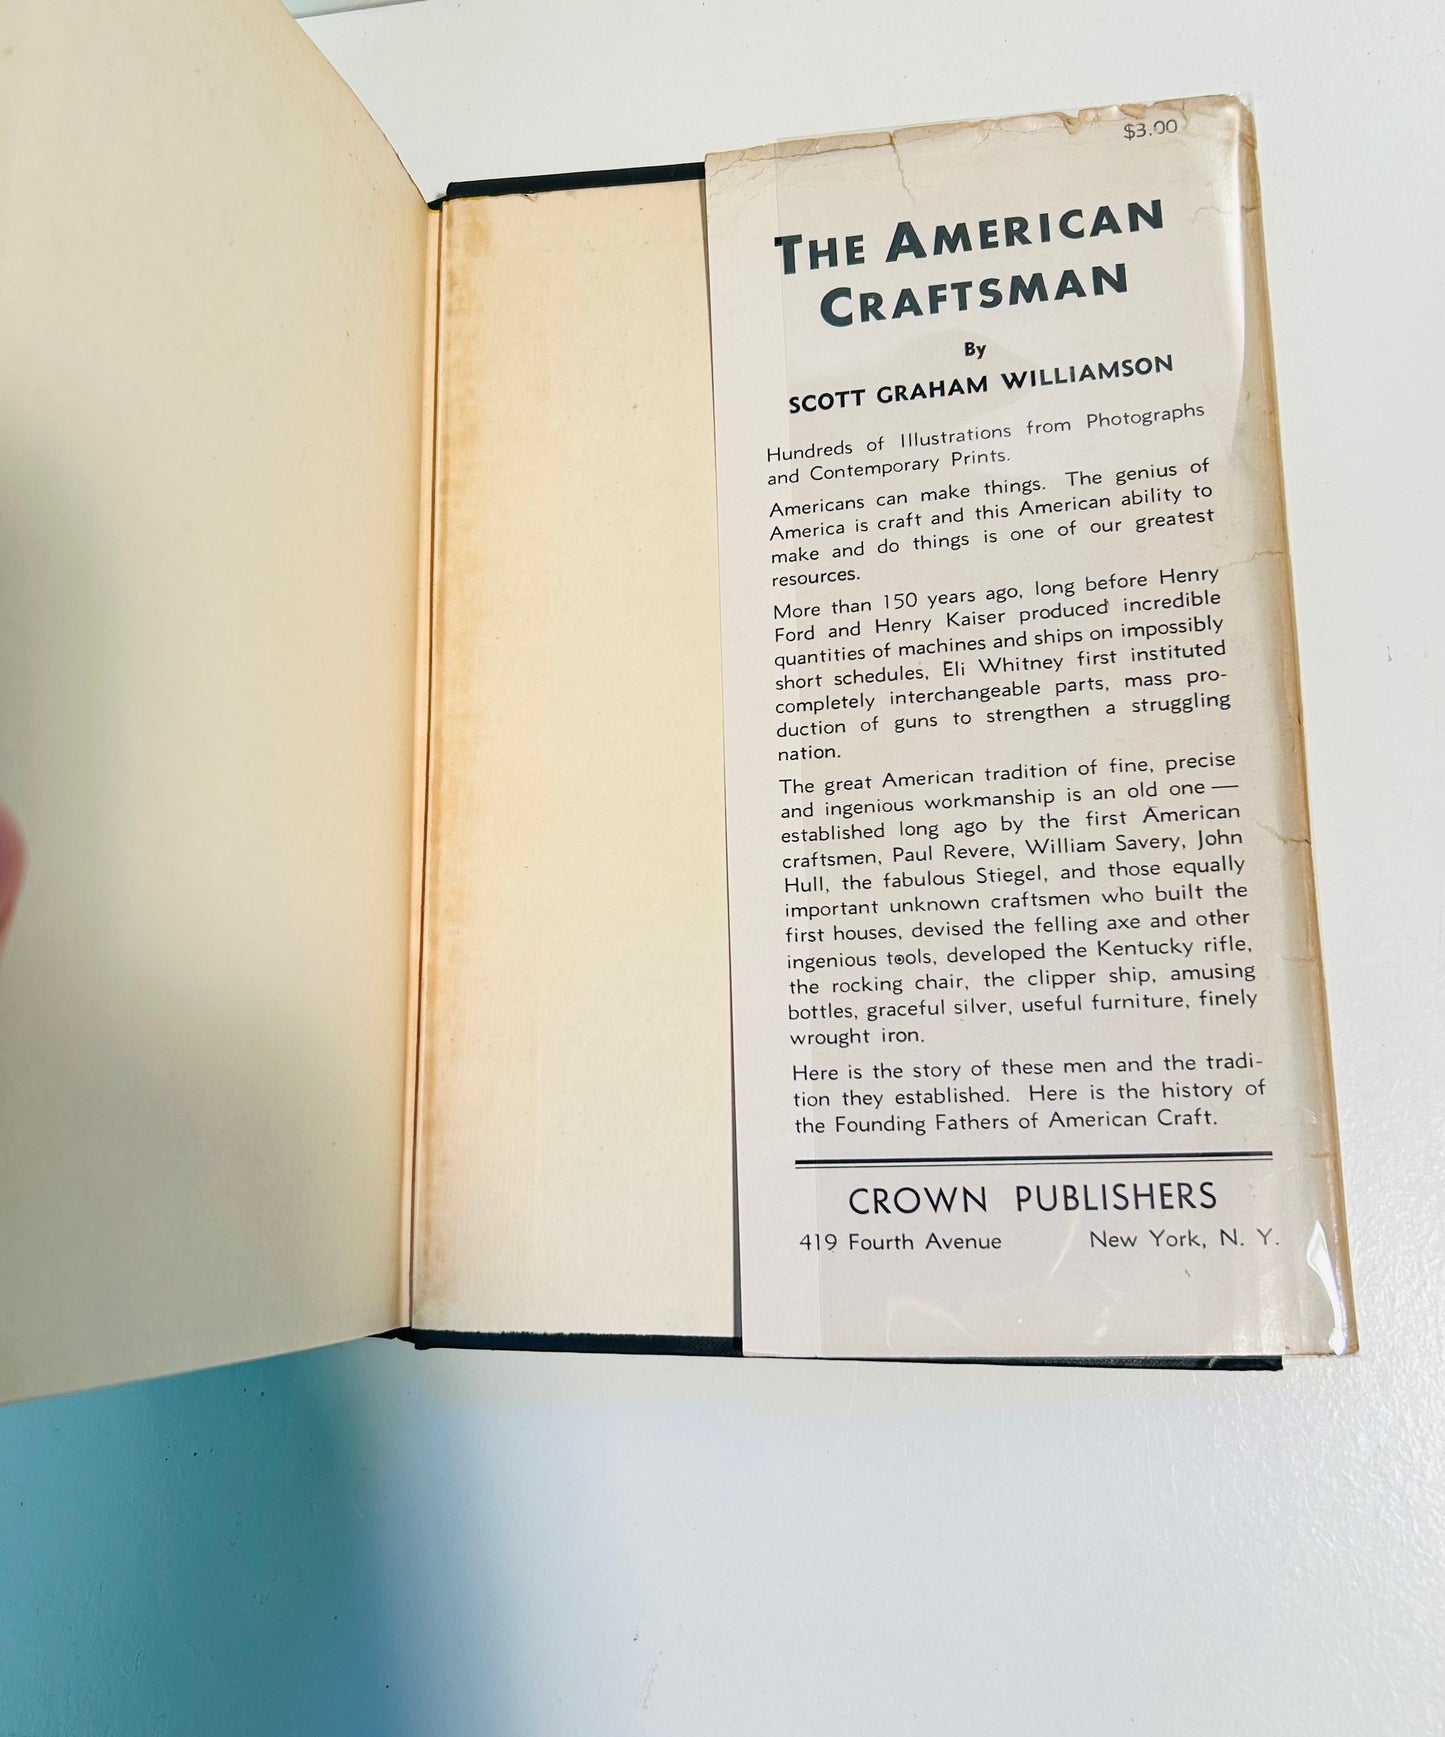 $3.00
THE AMERICAN
CRAFTSMAN
By
SCOTT GRAHAM WILLIAMSON
Hundreds of Illustrations from Photographs
and Contemporary Prints.
Americans can make things. The genius of
America is craft and this American ability to
make and do things is one of our greatest
resources.
More than 150 years ago, long before Henry
Ford and Henry Kaiser produced incredible
quantities of machines and ships on impossibly
short schedules, Eli Whitney first instituted
completely interchangeable parts, mass pro-
duction of guns to strengthen a struggling
nation.
The great American tradition of fine, precise
and ingenious workmanship is an old one —
established long ago by the first American
craftsmen, Paul Revere, William Savery, John
Hull, the fabulous Stiegel, and those equally
important unknown craftsmen who built the
first houses, devised the felling axe and other
ingenious tools, developed the Kentucky rifle,
the rocking chair, the clipper ship, amusing
bottles, graceful silver, useful furniture, finely
wrought iron.
Here is the story of these men and the tradi-
tion they established. Here is the history of
the Founding Fathers of American Craft.
CROWN PUBLISHERS
419 Fourth Avenue New York, N. Y.